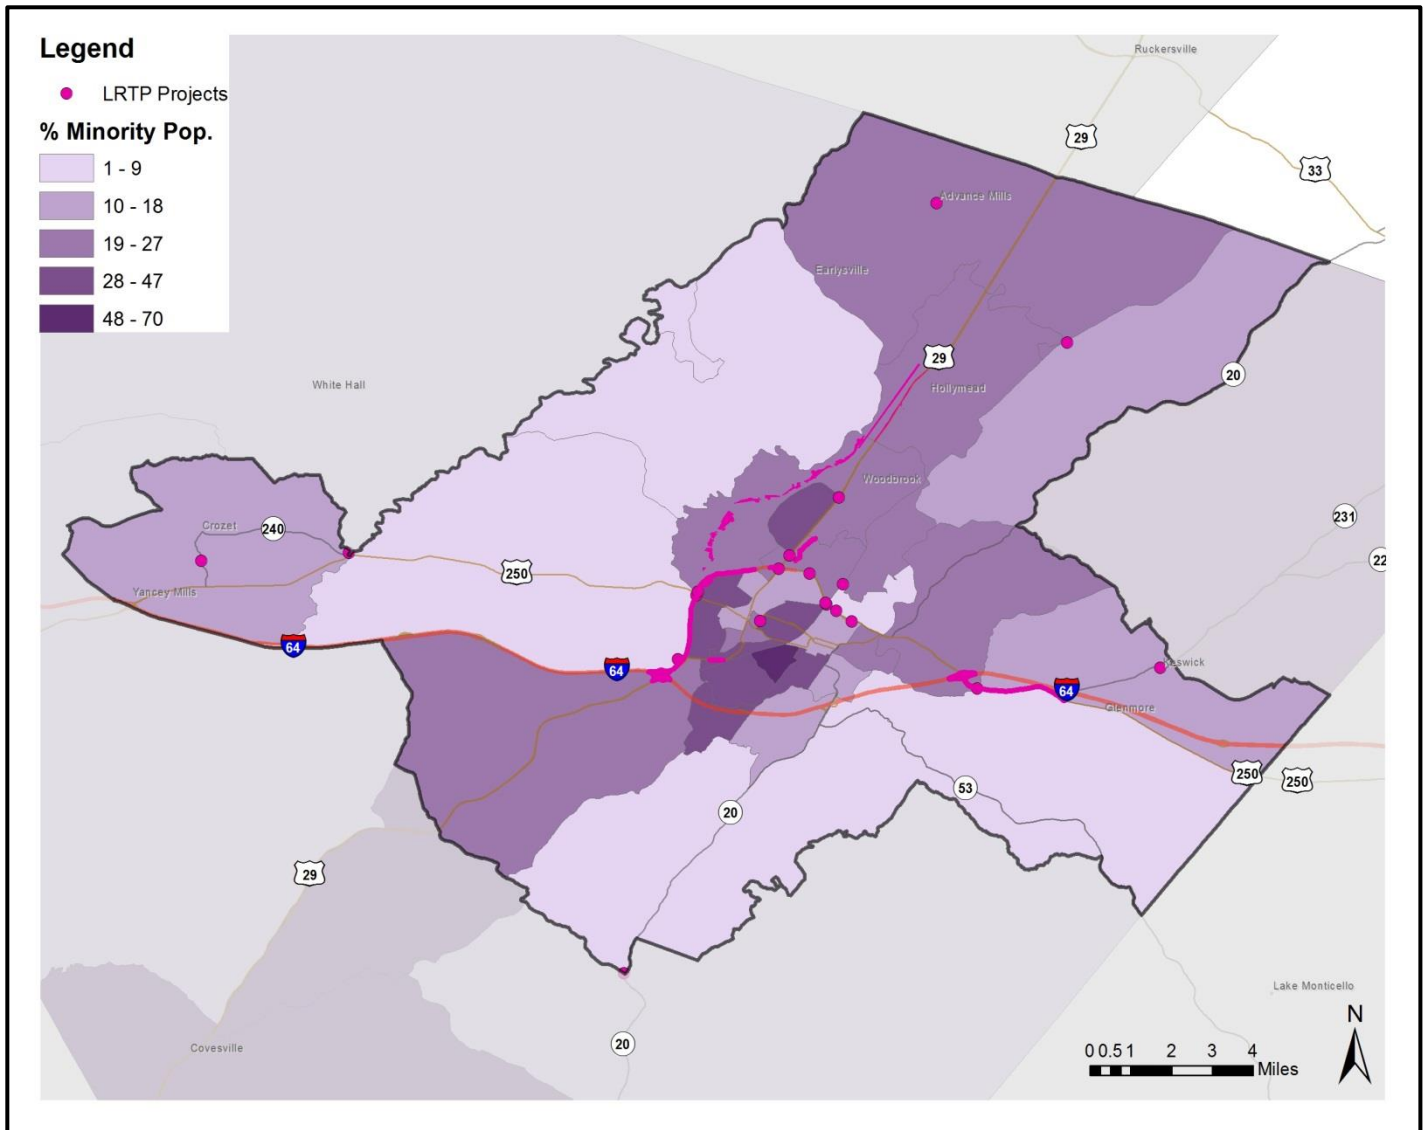 Legend
LRTP Projects
% Minority Pop.
1 - 9
10 - 18
19 - 27
28 - 47
48 - 70
Ruckersville
29
33
Advance Mills
Earlysville
29
20
White Hall
Hollymead
Woodbrook
231
22
Crozet
240
250
Yancey Mills
64
64
Keswick
64
Glenmore
250
250
53
20
29
Lake Monticello
N
20
Covesville
0 0.5 1 2 3 4
Miles